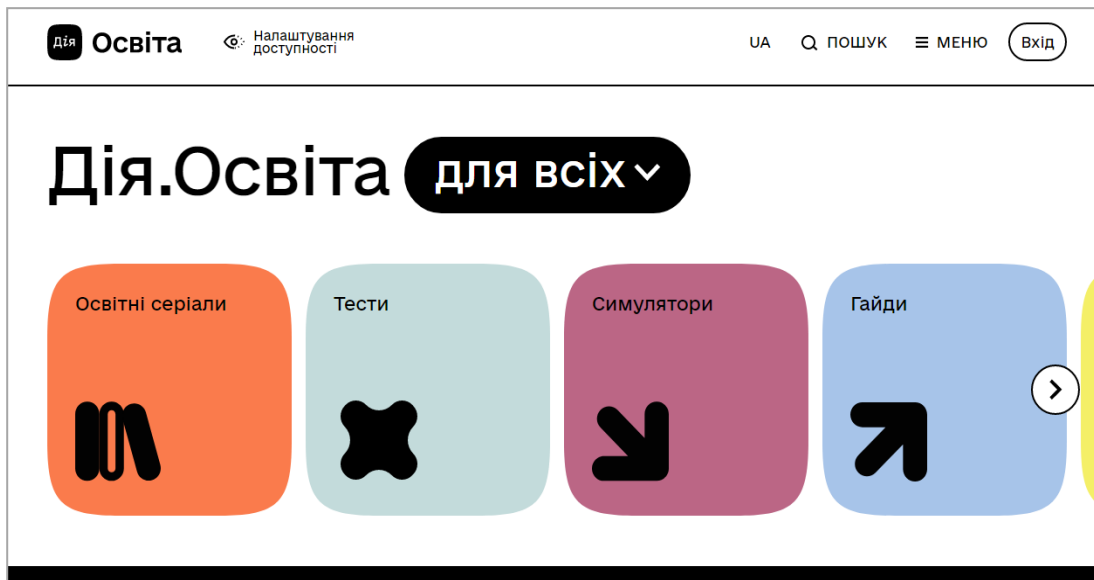 Дія Освіта
Налаштування
доступності
UA
ПОШУК
МЕНЮ
Вхід
Дія.Освіта для всіх
Освітні серіали
Тести
Симулятори
Гайди